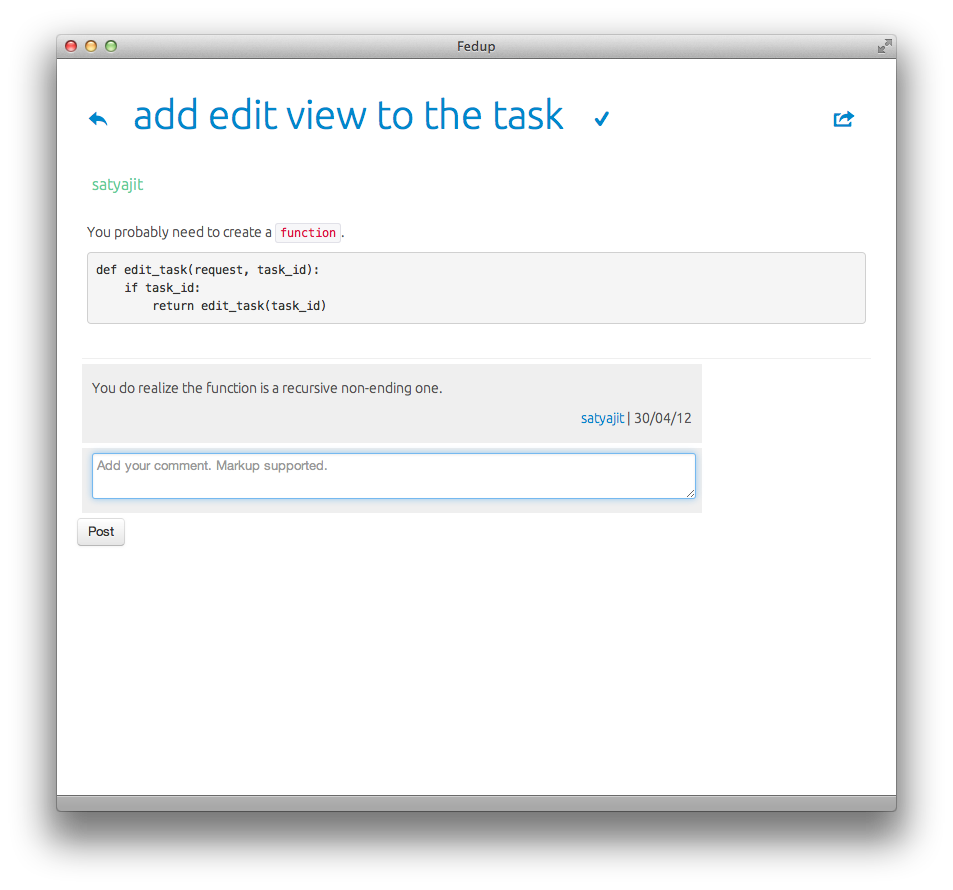 Fedup
add edit view to the task
satyajit
You probably need to create a function.
def edit_task(request, task_id):
    if task_id:
        return edit_task(task_id)
You do realize the function is a recursive non-ending one.
satyajit | 30/04/12
Add your comment. Markup supported.
Post